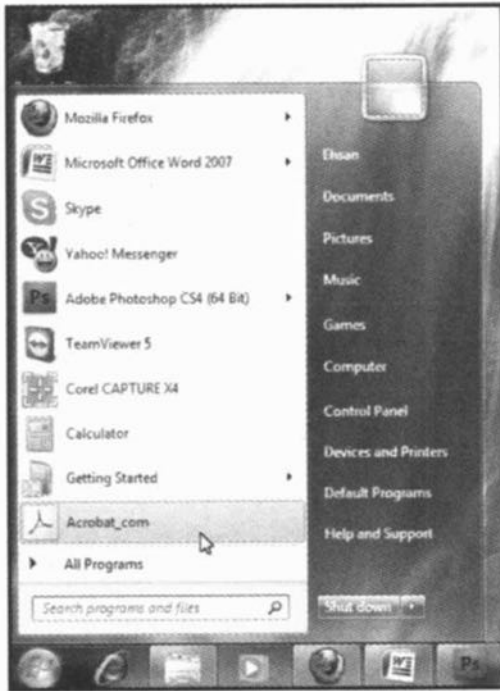 Mozilla Firefox
Microsoft Office Word 2007
Skype
Yahoo! Messenger
Ps Adobe Photoshop CS4 (64 Bit)
TeamViewer 5
Corel CAPTURE X4
Calculator
Getting Started
Acrobat_com
All Programs
Search programs and files
Ehsan
Documents
Pictures
Music
Games
Computer
Control Panel
Devices and Printers
Default Programs
Help and Support
Shut down
Ps